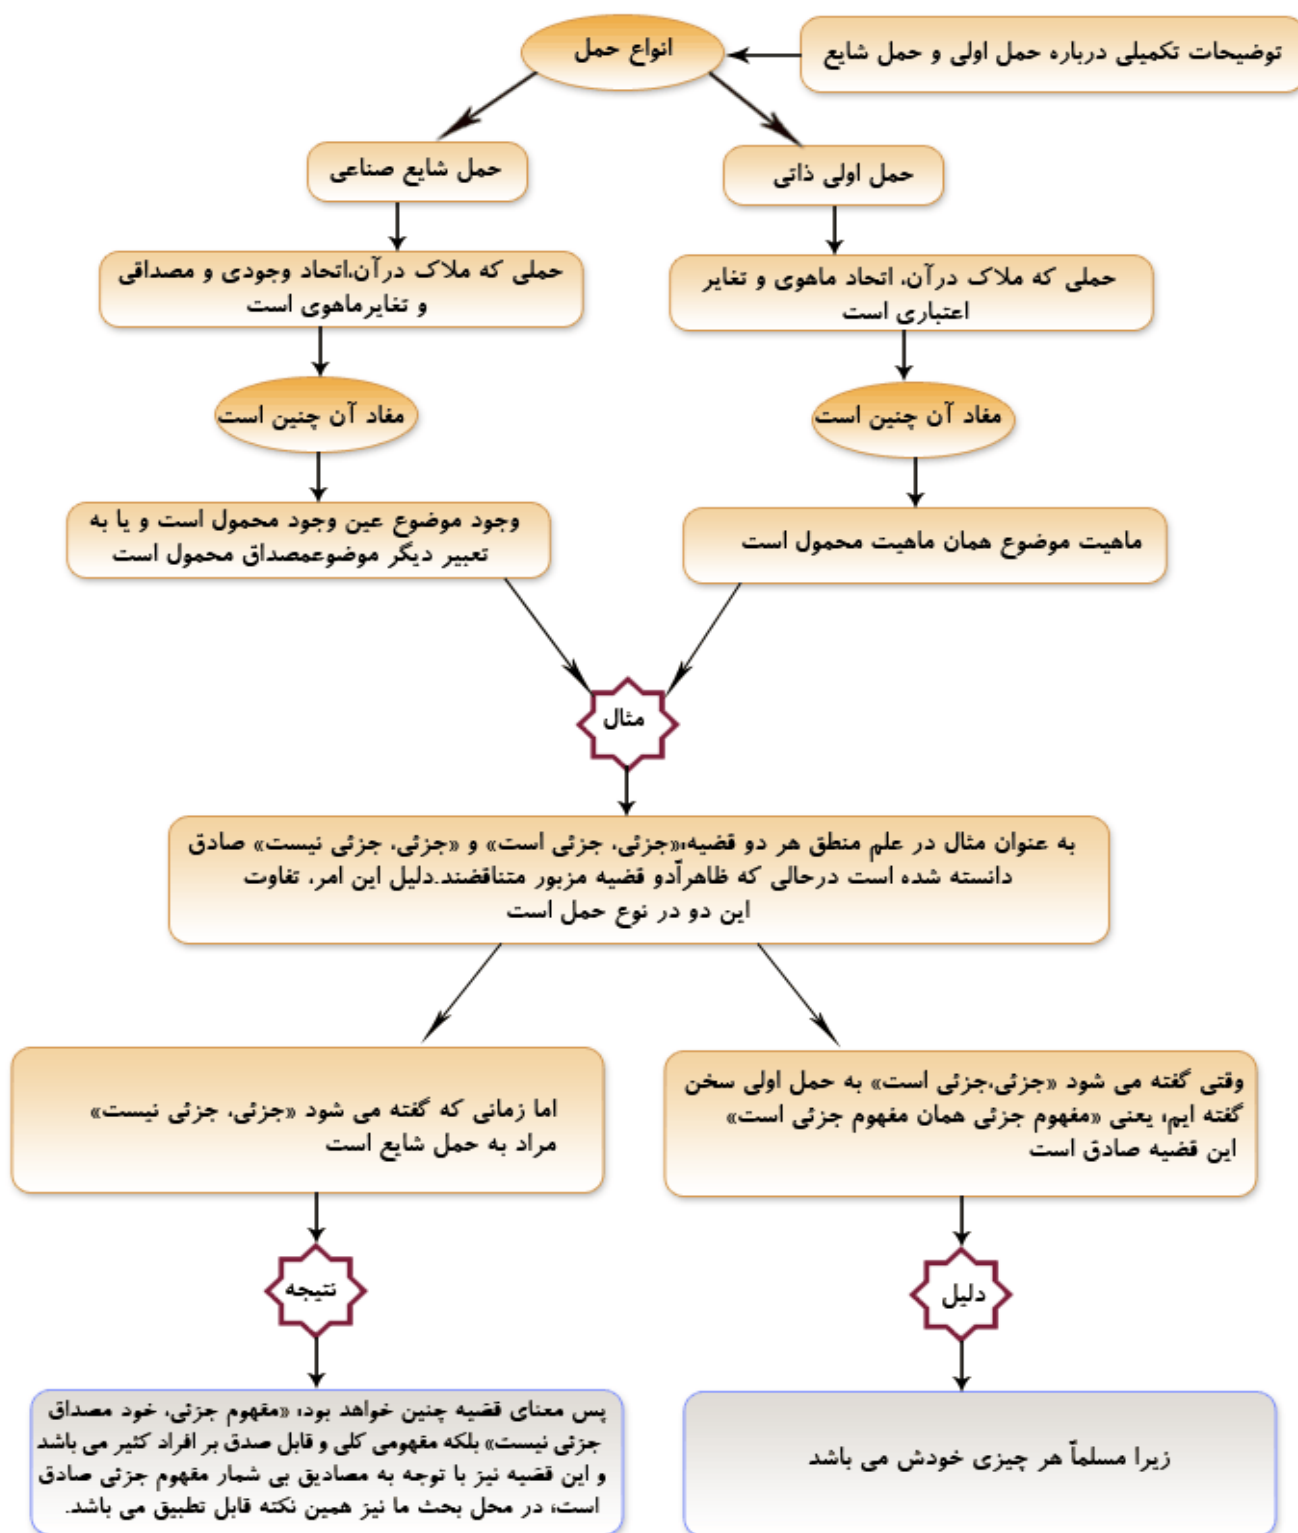 انواع حمل
توضیحات تکمیلی درباره حمل اولی و حمل شایع
حمل اولی ذاتی
حمل شایع صناعی
حملی که ملاک درآن، اتحاد ماهوی و تغایر
اعتباری است
حملی که ملاک درآن،اتحاد وجودی و مصداقی
و تغایرماهوی است
مفاد آن چنین است
مفاد آن چنین است
ماهیت موضوع همان ماهیت محمول است
وجود موضوع عین وجود محمول است و یا به
تعبیر دیگر موضوعمصداق محمول است
مثال
به عنوان مثال در علم منطق هر دو قضیه،«جزئی، جزئی است» و «جزئی، جزئی نیست» صادق
دانسته شده است درحالی که ظاهراًدو قضیه مزبور متناقضند.دلیل این امر، تفاوت
این دو در نوع حمل است
وقتی گفته می شود «جزئی،جزئی است» به حمل اولی سخن
گفته ایم، یعنی «مفهوم جزئی همان مفهوم جزئی است»
این قضیه صادق است
اما زمانی که گفته می شود «جزئی، جزئی نیست»
مراد به حمل شایع است
دلیل
نتیجه
زیرا مسلماً هر چیزی خودش می باشد
پس معنای قضیه چنین خواهد بود، «مفهوم جزئی، خود مصداق
جزئی نیست» بلکه مفهومی کلی و قابل صدق بر افراد کثیر می باشد
و این قضیه نیز با توجه به مصادیق بی شمار مفهوم جزئی صادق
است، در محل بحث ما نیز همین نکته قابل تطبیق می باشد.